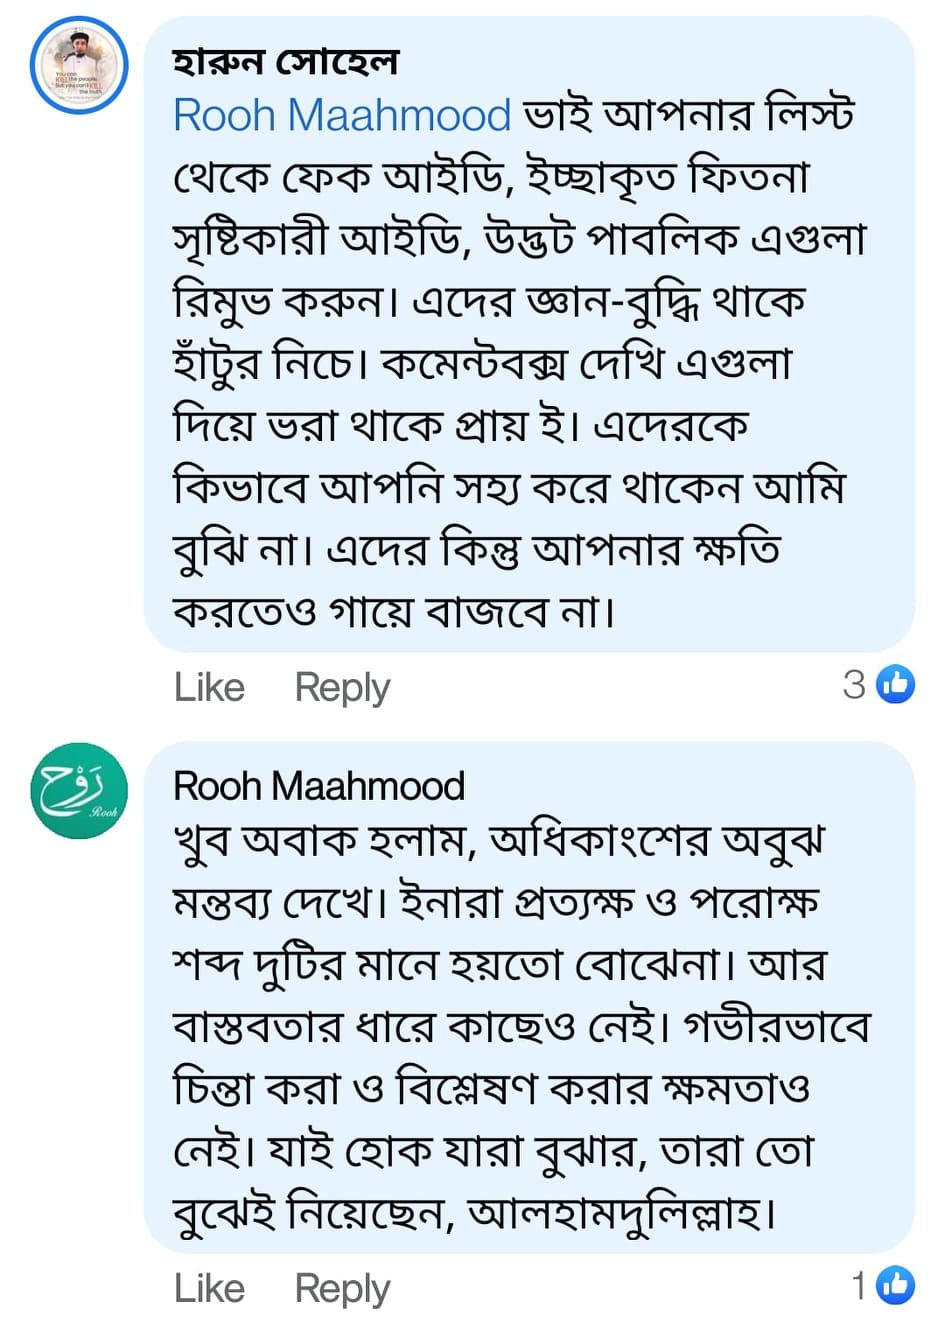 হারুন সোহেল
Rooh Maahmood ভাই আপনার লিস্ট
থেকে ফেক আইডি, ইচ্ছাকৃত ফিতনা
সৃষ্টিকারী আইডি, উদ্ভট পাবলিক এগুলা
রিমুভ করুন। এদের জ্ঞান-বুদ্ধি থাকে
হাঁটুর নিচে। কমেন্টবক্স দেখি এগুলা
দিয়ে ভরা থাকে প্রায় ই। এদেরকে
কিভাবে আপনি সহ্য করে থাকেন আমি
বুঝি না। এদের কিন্তু আপনার ক্ষতি
করতেও গায়ে বাজবে না।
Like Reply 3
رَوْح
Rooh
Rooh Maahmood
খুব অবাক হলাম, অধিকাংশের অবুঝ
মন্তব্য দেখে। ইনারা প্রত্যক্ষ ও পরোক্ষ
শব্দ দুটির মানে হয়তো বোঝেনা। আর
বাস্তবতার ধারে কাছেও নেই। গভীরভাবে
চিন্তা করা ও বিশ্লেষণ করার ক্ষমতাও
নেই। যাই হোক যারা বুঝার, তারা তো
বুঝেই নিয়েছেন, আলহামদুলিল্লাহ।
Like Reply 1